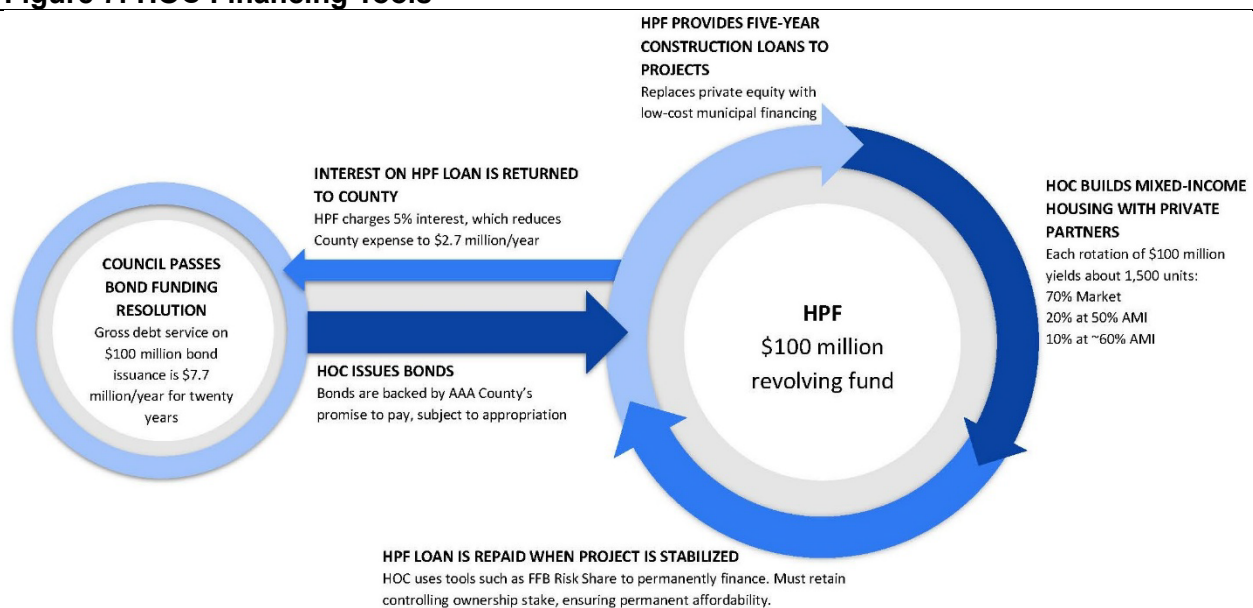 HPF PROVIDES FIVE-YEAR
CONSTRUCTION LOANS TO
PROJECTS
Replaces private equity with
low-cost municipal financing
INTEREST ON HPF LOAN IS RETURNED
TO COUNTY
HPF charges 5% interest, which reduces
County expense to $2.7 million/year
COUNCIL PASSES
BOND FUNDING
RESOLUTION
Gross debt service on
$100 million bond
issuance is $7.7
million/year for twenty
years
HOC ISSUES BONDS
Bonds are backed by AAA County's
promise to pay, subject to appropriation
HPF
$100 million
revolving fund
HOC BUILDS MIXED-INCOME
HOUSING WITH PRIVATE
PARTNERS
Each rotation of $100 million
yields about 1,500 units:
70% Market
20% at 50% AMI
10% at ~60% AMI
HPF LOAN IS REPAID WHEN PROJECT IS STABILIZED
HOC uses tools such as FFB Risk Share to permanently finance. Must retain
controlling ownership stake, ensuring permanent affordability.